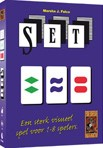 Marsha J. Falco
SET
Een sterk visueel
spel voor 1-8 spelers